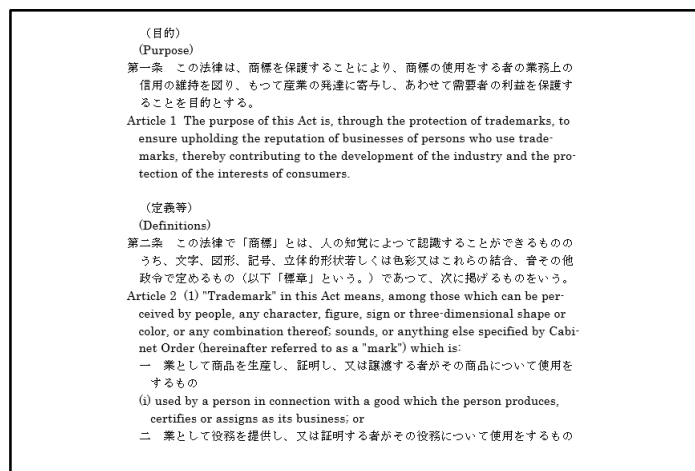 （目的）
(Purpose)
第一条　この法律は、商標を保護することにより、商標の使用をする者の業務上の
信用の維持を図り、もつて産業の発達に寄与し、あわせて需要者の利益を保護す
ることを目的とする。
Article 1 The purpose of this Act is, through the protection of trademarks, to
ensure upholding the reputation of businesses of persons who use trade-
marks, thereby contributing to the development of the industry and the pro-
tection of the interests of consumers.
（定義等）
(Definitions)
第二条　この法律で「商標」とは、人の知覚によつて認識することができるものの
うち、文字、図形、記号、立体的形状若しくは色彩又はこれらの結合、音その他
政令で定めるもの（以下「標章」という。）であつて、次に掲げるものをいう。
Article 2 (1) "Trademark" in this Act means, among those which can be per-
ceived by people, any character, figure, sign or three-dimensional shape or
color, or any combination thereof; sounds, or anything else specified by Cabi-
net Order (hereinafter referred to as a "mark") which is:
一　業として商品を生産し、証明し、又は譲渡する者がその商品について使用を
するもの
(i) used by a person in connection with a good which the person produces,
certifies or assigns as its business; or
二　業として役務を提供し、又は証明する者がその役務について使用をするもの